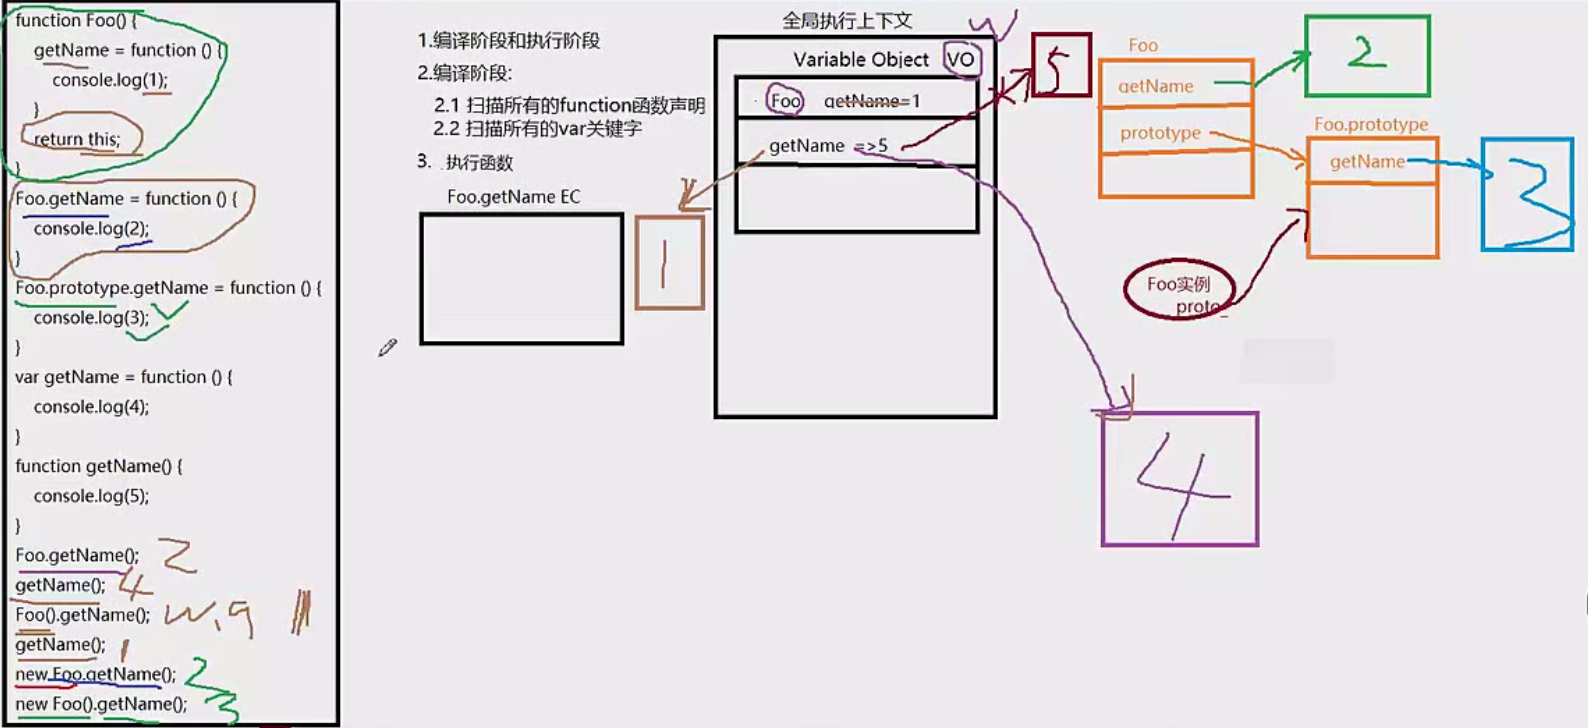 function Foo() {
getName = function () {
console.log(1);
}
return this;
}
Foo.getName = function () {
console.log(2);
}
Foo.prototype.getName = function () {
console.log(3);
}
var getName = function () {
console.log(4);
}
function getName() {
console.log(5);
}
Foo.getName(); 2
getName(); 4
Foo().getName(); w.g 1
getName(); 1
new Foo.getName(); 2
new Foo().getName(); 3
1.编译阶段和执行阶段
2.编译阶段:
2.1 扫描所有的function函数声明
2.2 扫描所有的var关键字
3. .执行函数
Foo.getName EC
1
全局执行上下文 w
Variable Object VO
Foo getName=1
getName =>5
5
Foo
getName
prototype
2
Foo.prototype
getName
3
Foo实例
proto_
4